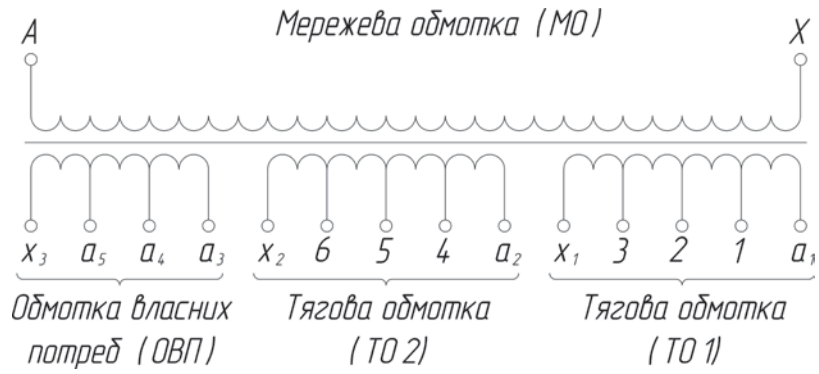 A Мережева обмотка (МО) X
x₃ a₅ a₄ a₃ x₂ 6 5 4 a₂ x₁ 3 2 1 a₁
Обмотка власних Тягова обмотка Тягова обмотка
потреб (ОВП) (ТО 2) (ТО 1)